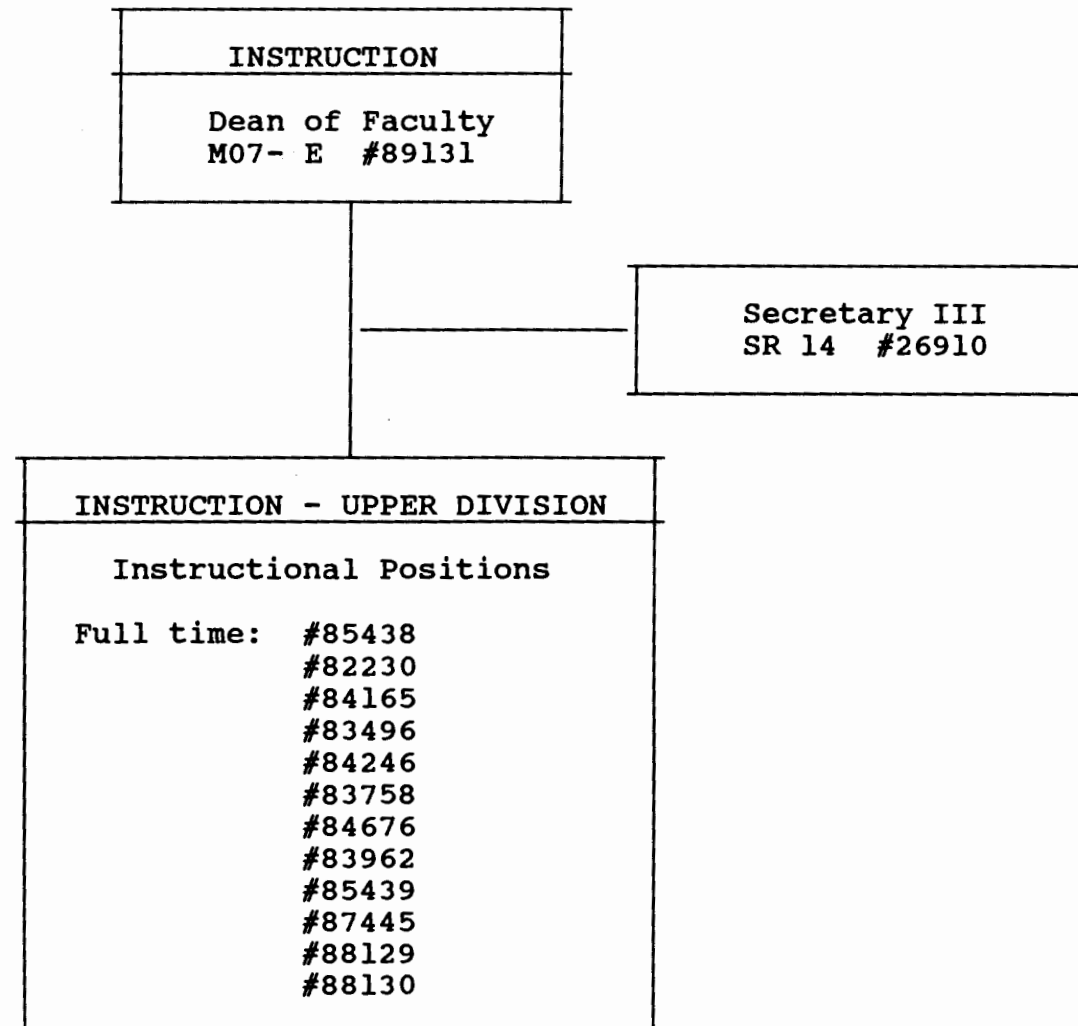 INSTRUCTION
Dean of Faculty
M07- E #89131
Secretary III
SR 14 #26910
INSTRUCTION - UPPER DIVISION
Instructional Positions
Full time: #85438
#82230
#84165
#83496
#84246
#83758
#84676
#83962
#85439
#87445
#88129
#88130